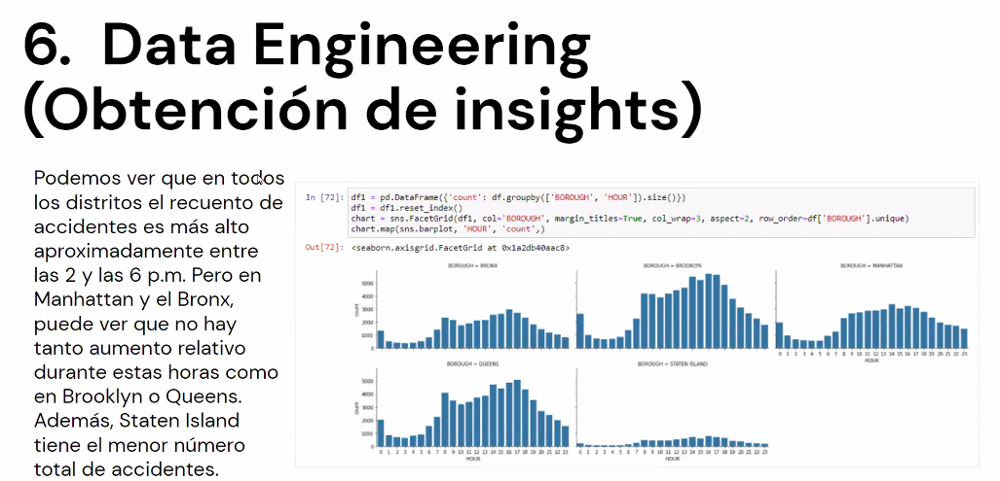 6. Data Engineering
(Obtención de insights)
Podemos ver que en todos
los distritos el recuento de
accidentes es más alto
aproximadamente entre
las 2 y las 6 p.m. Pero en
Manhattan y el Bronx,
puede ver que no hay
tanto aumento relativo
durante estas horas como
en Brooklyn o Queens.
Además, Staten Island
tiene el menor número
total de accidentes.
In [72]: df1 = pd.DataFrame({'count': df.groupby(['BOROUGH', 'HOUR']).size()})
df1 = df1.reset_index()
chart = sns.FacetGrid(df1, col='BOROUGH', margin_titles=True, col_wrap=3, aspect=2, row_order=df['BOROUGH'].unique)
chart.map(sns.barplot, 'HOUR', 'count',)
Out[72]: <seaborn.axisgrid.FacetGrid at 0x1a2db40aac8>
BOROUGH = BRONX
BOROUGH = BROOKLYN
BOROUGH = MANHATTAN
count
5000
4000
3000
2000
1000
0
0 1 2 3 4 5 6 7 8 9 10 11 12 13 14 15 16 17 18 19 20 21 22 23
HOUR
BOROUGH = QUEENS
BOROUGH = STATEN ISLAND
count
5000
4000
3000
2000
1000
0
0 1 2 3 4 5 6 7 8 9 10 11 12 13 14 15 16 17 18 19 20 21 22 23
HOUR
0 1 2 3 4 5 6 7 8 9 10 11 12 13 14 15 16 17 18 19 20 21 22 23
HOUR